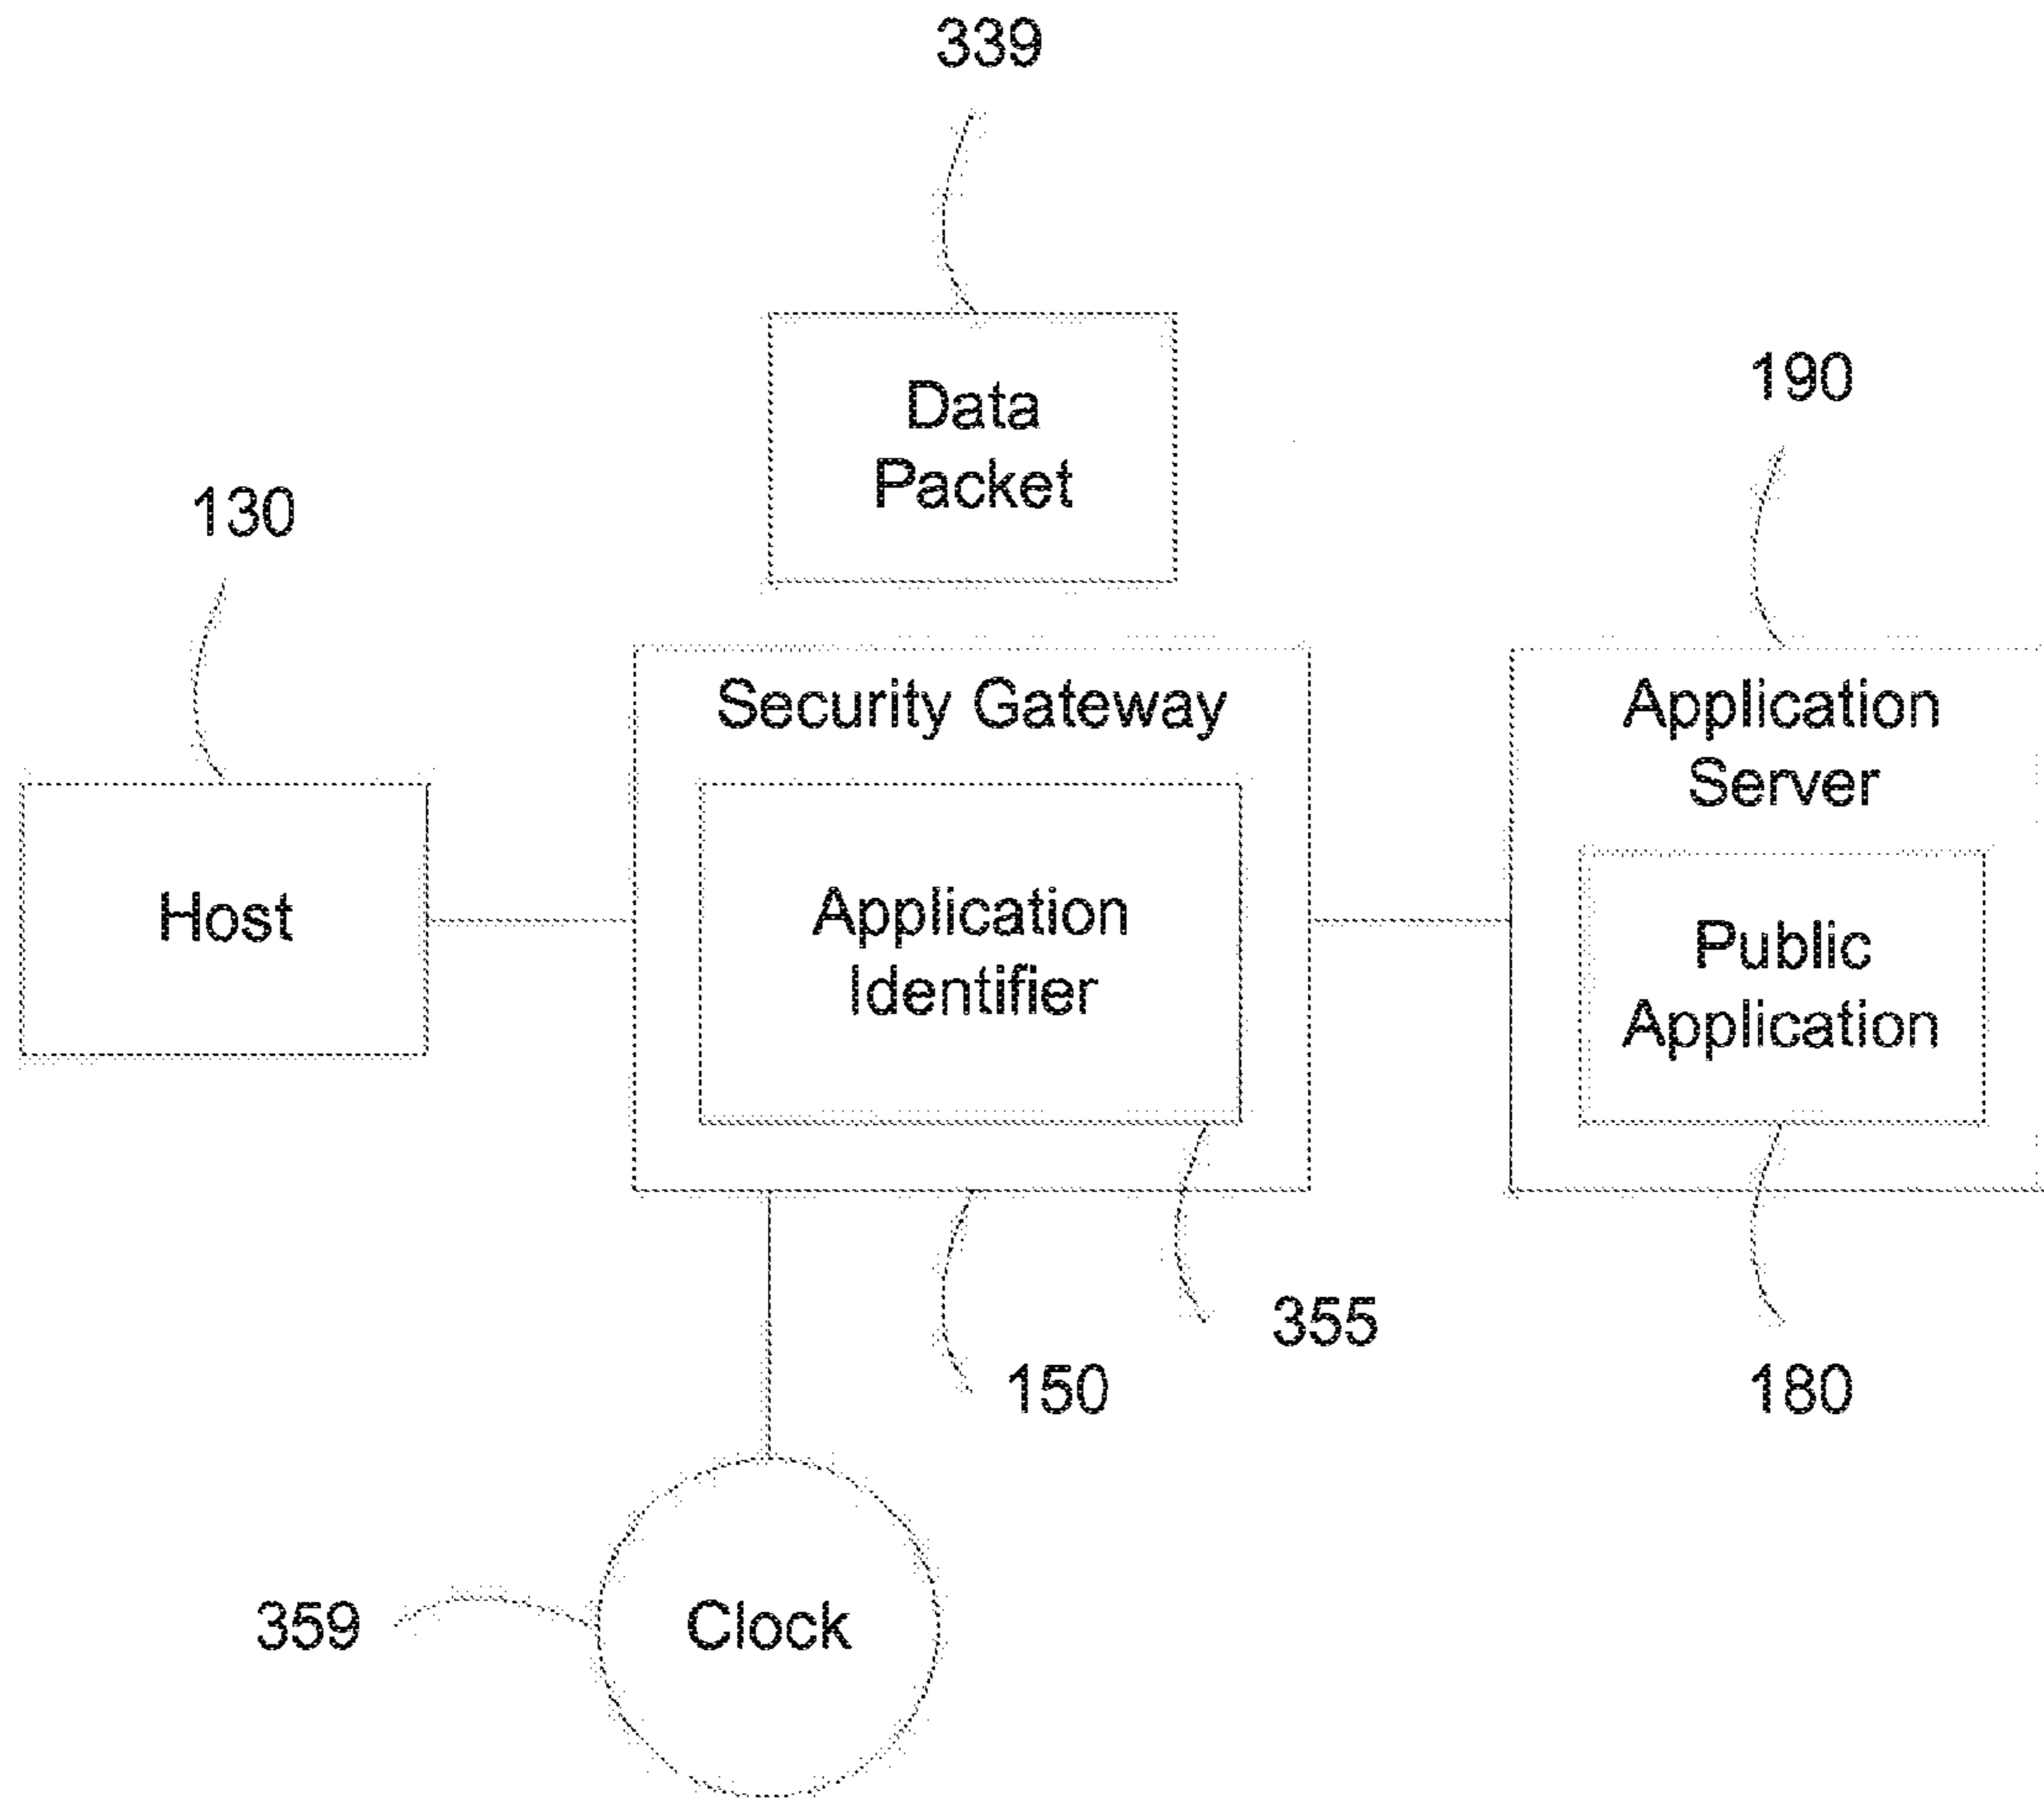 339
Data
Packet
190
130
Security Gateway
Application
Server
Host
Application
Identifier
Public
Application
355
150
180
359
Clock